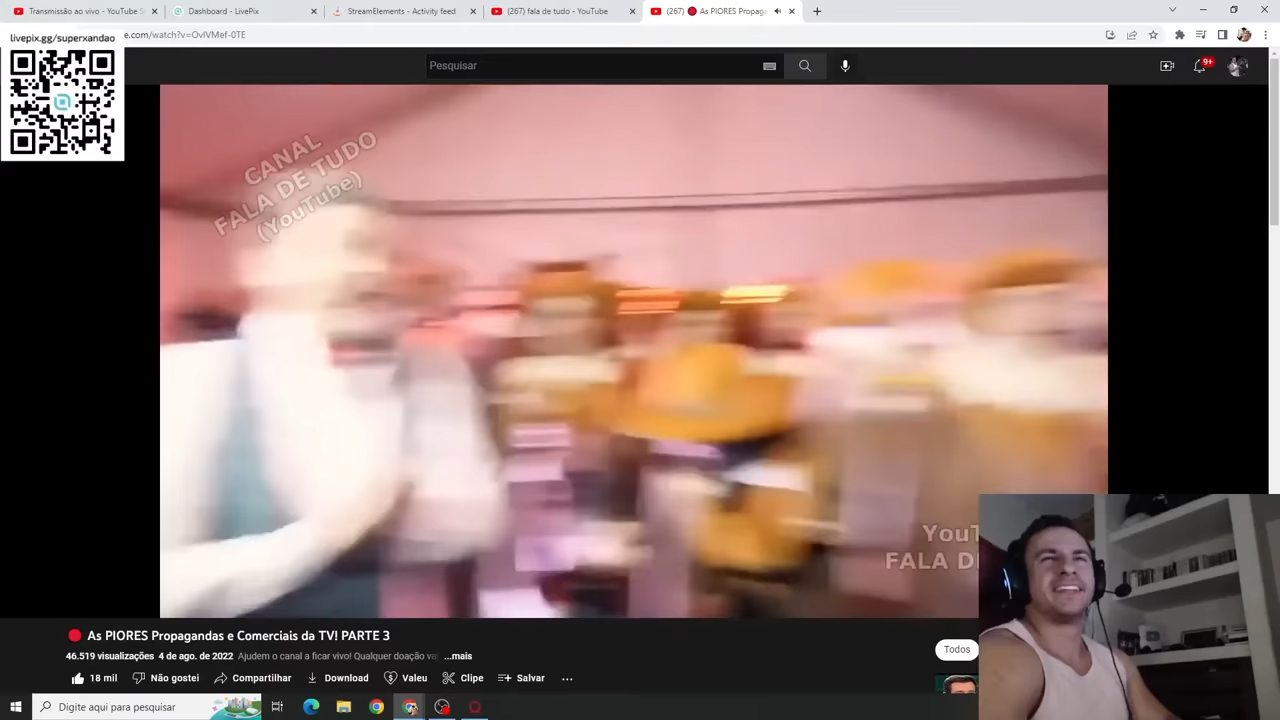 Transmissão ao vivo - YouTube S
Dashboard - LivePix
StreamElements - Activity feed
(267) fala de tudo - YouTube
(267) 🔴 As PIORES Propaga
livepix.gg/superxandao
e.com/watch?v=OvIVMef-0TE
Pesquisar
9+
CANAL
FALA DE TUDO
(YouTube)
YouT
FALA DE
🔴 As PIORES Propagandas e Comerciais da TV! PARTE 3
46.519 visualizações 4 de ago. de 2022 Ajudem o canal a ficar vivo! Qualquer doação va ...mais
Todos
18 mil Não gostei Compartilhar Download Valeu Clipe Salvar ...
Digite aqui para pesquisar